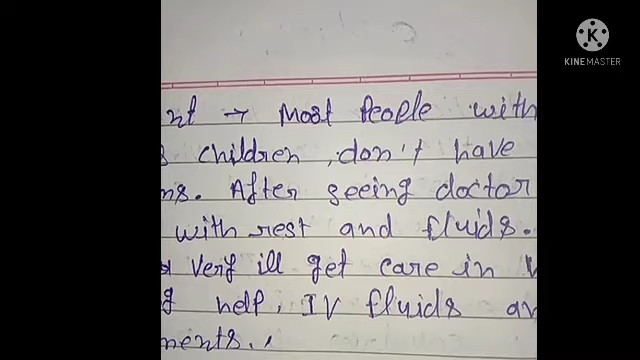 KINEMASTER
nt → Most People with
children, don't have
ns. After seeing doctor
with rest and fluids.
Very ill get care in
g help, IV fluids an
ments..